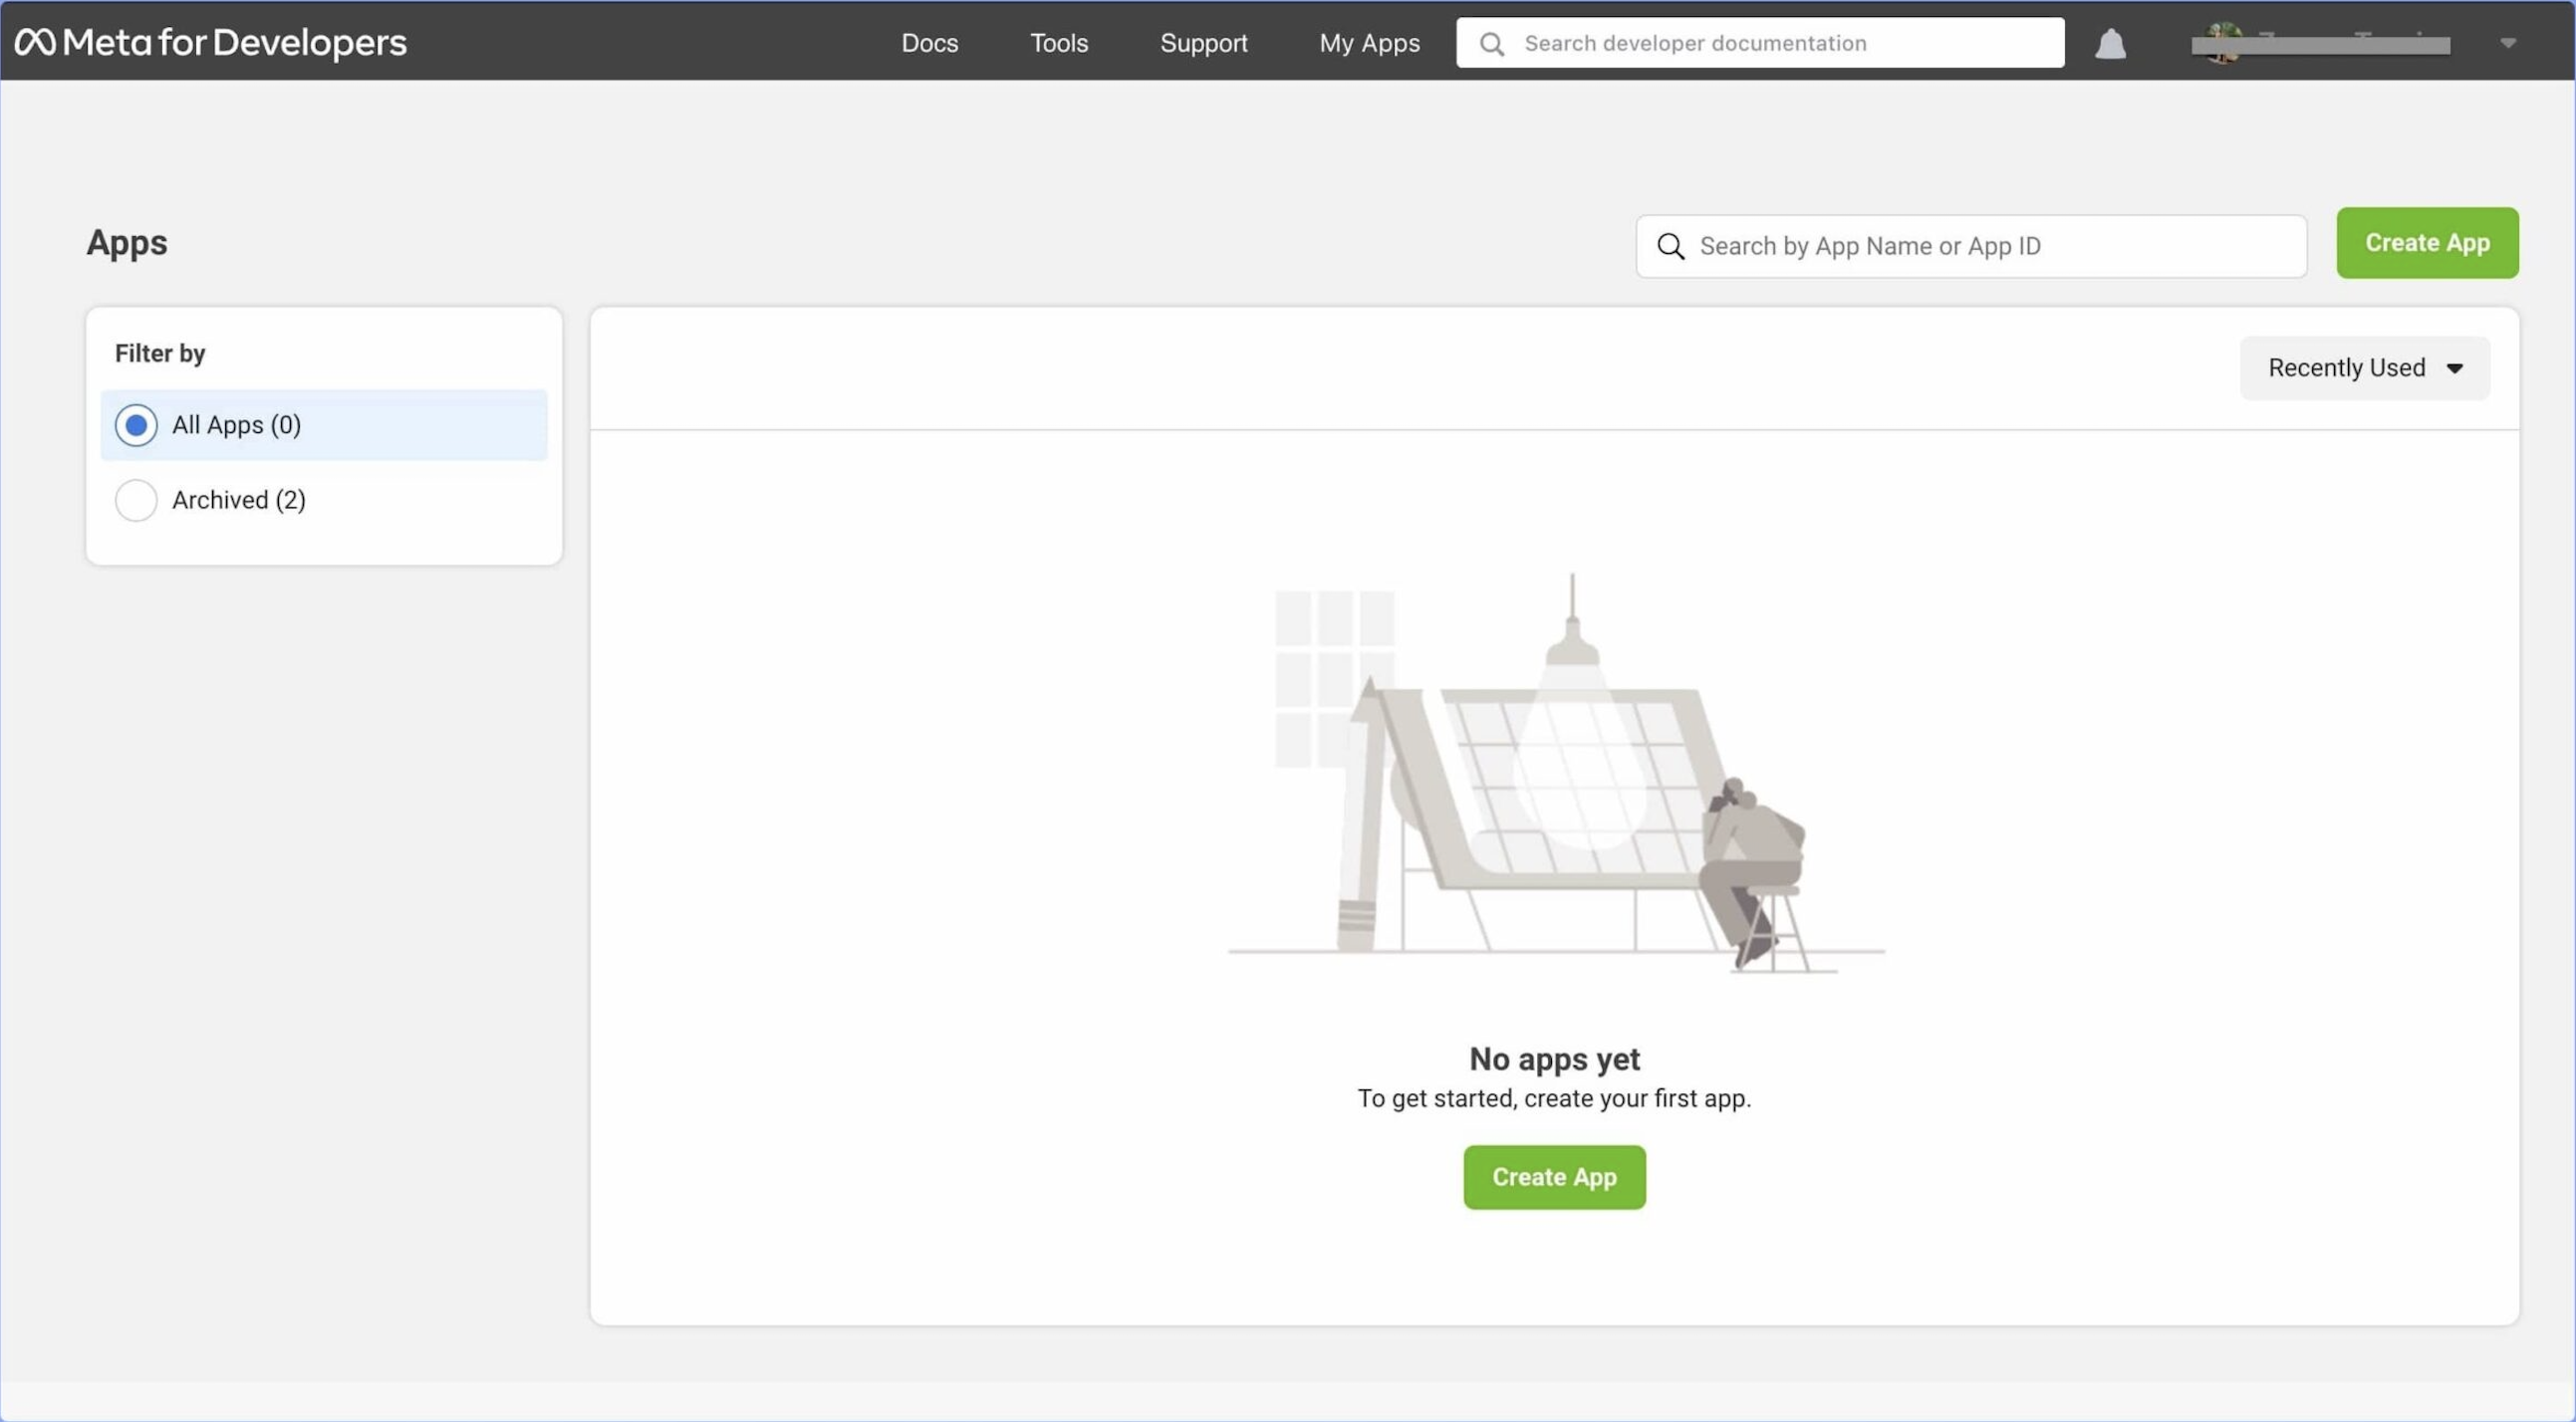 Meta for Developers
Docs Tools Support My Apps Search developer documentation
Apps
Search by App Name or App ID
Create App
Filter by
All Apps (0)
Archived (2)
Recently Used
No apps yet
To get started, create your first app.
Create App